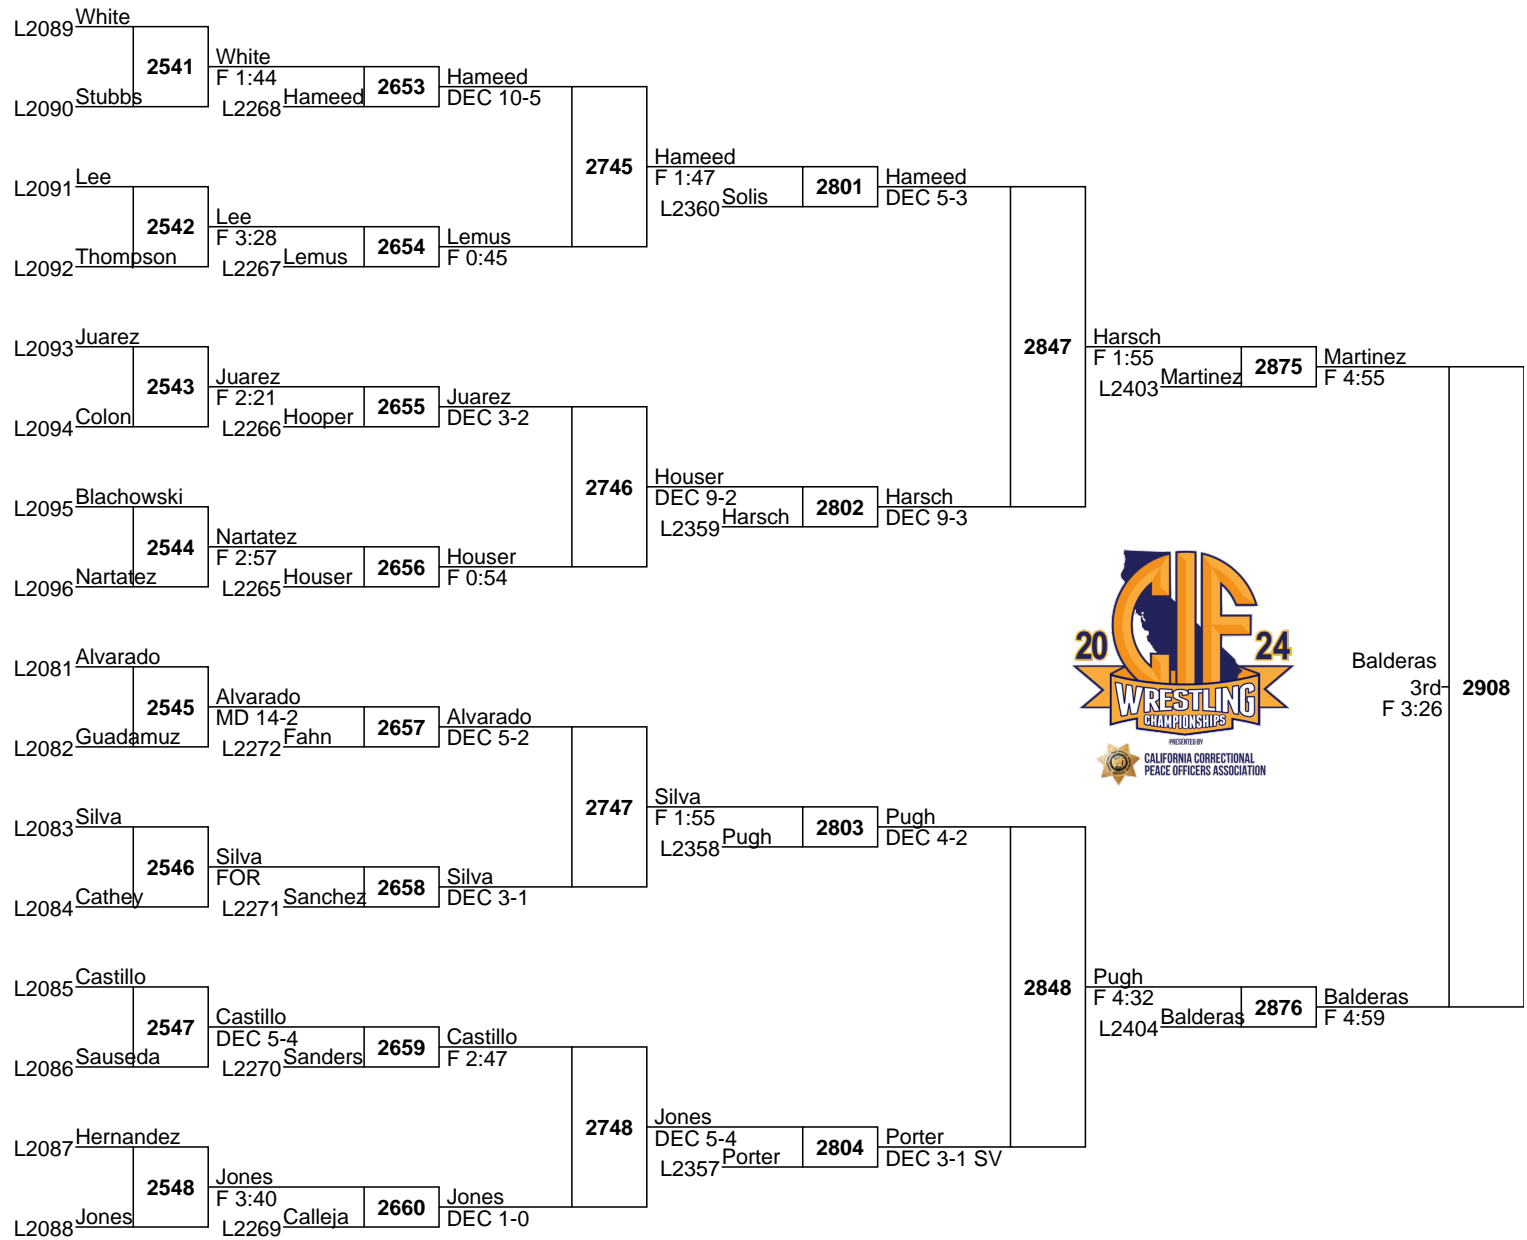 White
L2089
2541
White
F 1:44
L2090
Stubbs
L2268
Hameed
2653
Hameed
DEC 10-5
Lee
L2091
2542
Lee
F 3:28
L2092
Thompson
L2267
Lemus
2654
Lemus
F 0:45
2745
Hameed
F 1:47
L2360
Solis
2801
Hameed
DEC 5-3
Juarez
L2093
2543
Juarez
F 2:21
L2094
Colon
L2266
Hooper
2655
Juarez
DEC 3-2
Blachowski
L2095
2544
Nartatez
F 2:57
L2096
Nartatez
L2265
Houser
2656
Houser
F 0:54
2746
Houser
DEC 9-2
L2359
Harsch
2802
Harsch
DEC 9-3
2847
Harsch
F 1:55
L2403
Martinez
2875
Martinez
F 4:55
Alvarado
L2081
2545
Alvarado
MD 14-2
L2082
Guadamuz
L2272
Fahn
2657
Alvarado
DEC 5-2
Silva
L2083
2546
Silva
FOR
L2084
Cathey
L2271
Sanchez
2658
Silva
DEC 3-1
2747
Silva
F 1:55
L2358
Pugh
2803
Pugh
DEC 4-2
Castillo
L2085
2547
Castillo
DEC 5-4
L2086
Sauseda
L2270
Sanders
2659
Castillo
F 2:47
Hernandez
L2087
2548
Jones
F 3:40
L2088
Jones
L2269
Calleja
2660
Jones
DEC 1-0
2748
Jones
DEC 5-4
L2357
Porter
2804
Porter
DEC 3-1 SV
2848
Pugh
F 4:32
L2404
Balderas
2876
Balderas
F 4:59
Balderas
3rd
F 3:26
2908
CIF
20 24
WRESTLING
CHAMPIONSHIPS
PRESENTED BY
CALIFORNIA CORRECTIONAL
PEACE OFFICERS ASSOCIATION